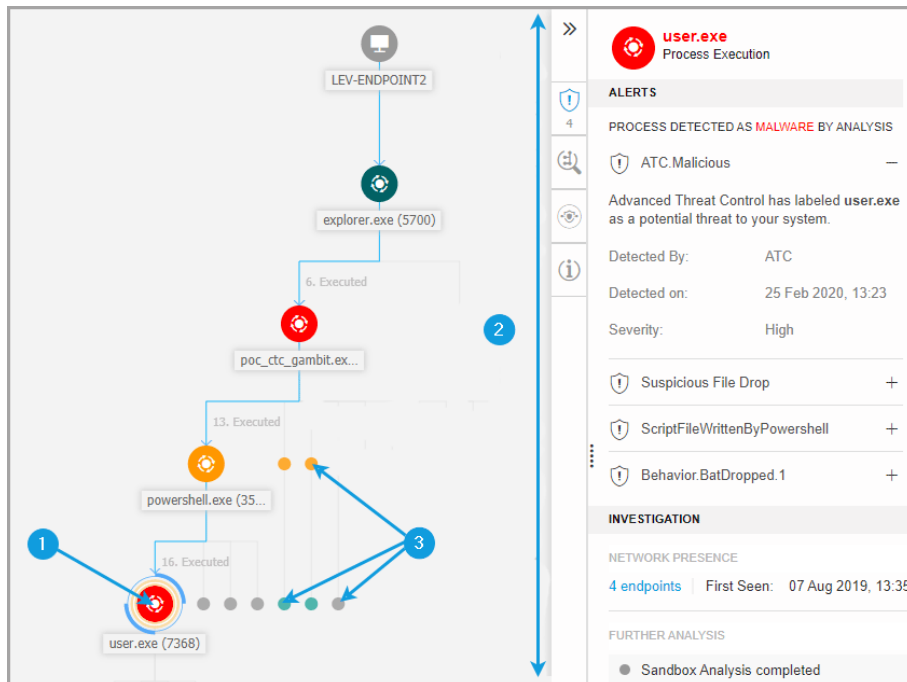 LEV-ENDPOINT2
explorer.exe (5700)
6. Executed
poc_ctc_gambit.ex...
13. Executed
powershell.exe (35...
16. Executed
user.exe (7368)
1
2
3
4
user.exe
Process Execution
ALERTS
PROCESS DETECTED AS MALWARE BY ANALYSIS
ATC.Malicious
Advanced Threat Control has labeled user.exe
as a potential threat to your system.
Detected By: ATC
Detected on: 25 Feb 2020, 13:23
Severity: High
Suspicious File Drop
ScriptFileWrittenByPowershell
Behavior.BatDropped.1
INVESTIGATION
NETWORK PRESENCE
4 endpoints First Seen: 07 Aug 2019, 13:35
FURTHER ANALYSIS
Sandbox Analysis completed